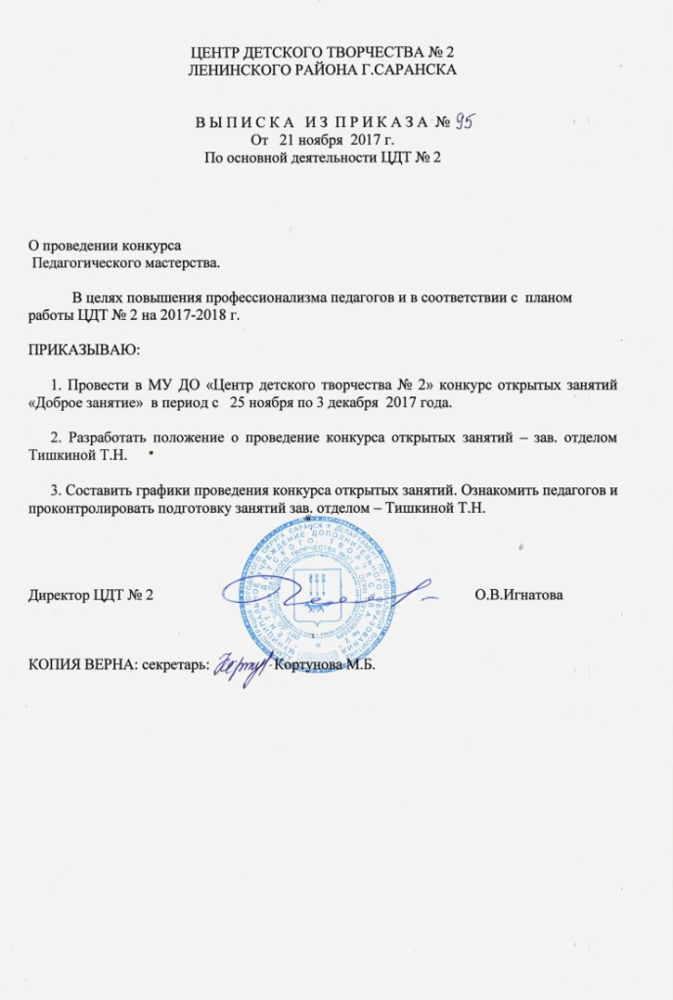 ЦЕНТР ДЕТСКОГО ТВОРЧЕСТВА № 2
ЛЕНИНСКОГО РАЙОНА Г.САРАНСКА
В Ы П И С К А И З П Р И К А З А № 95
От 21 ноября 2017 г.
По основной деятельности ЦДТ № 2
О проведении конкурса
Педагогического мастерства.
В целях повышения профессионализма педагогов и в соответствии с планом
работы ЦДТ № 2 на 2017-2018 г.
ПРИКАЗЫВАЮ:
1. Провести в МУ ДО «Центр детского творчества № 2» конкурс открытых занятий
«Доброе занятие» в период с 25 ноября по 3 декабря 2017 года.
2. Разработать положение о проведение конкурса открытых занятий – зав. отделом
Тишкиной Т.Н.
3. Составить графики проведения конкурса открытых занятий. Ознакомить педагогов и
проконтролировать подготовку занятий зав. отделом – Тишкиной Т.Н.
Директор ЦДТ № 2 О.В.Игнатова
КОПИЯ ВЕРНА: секретарь: Кортунова М.Б.